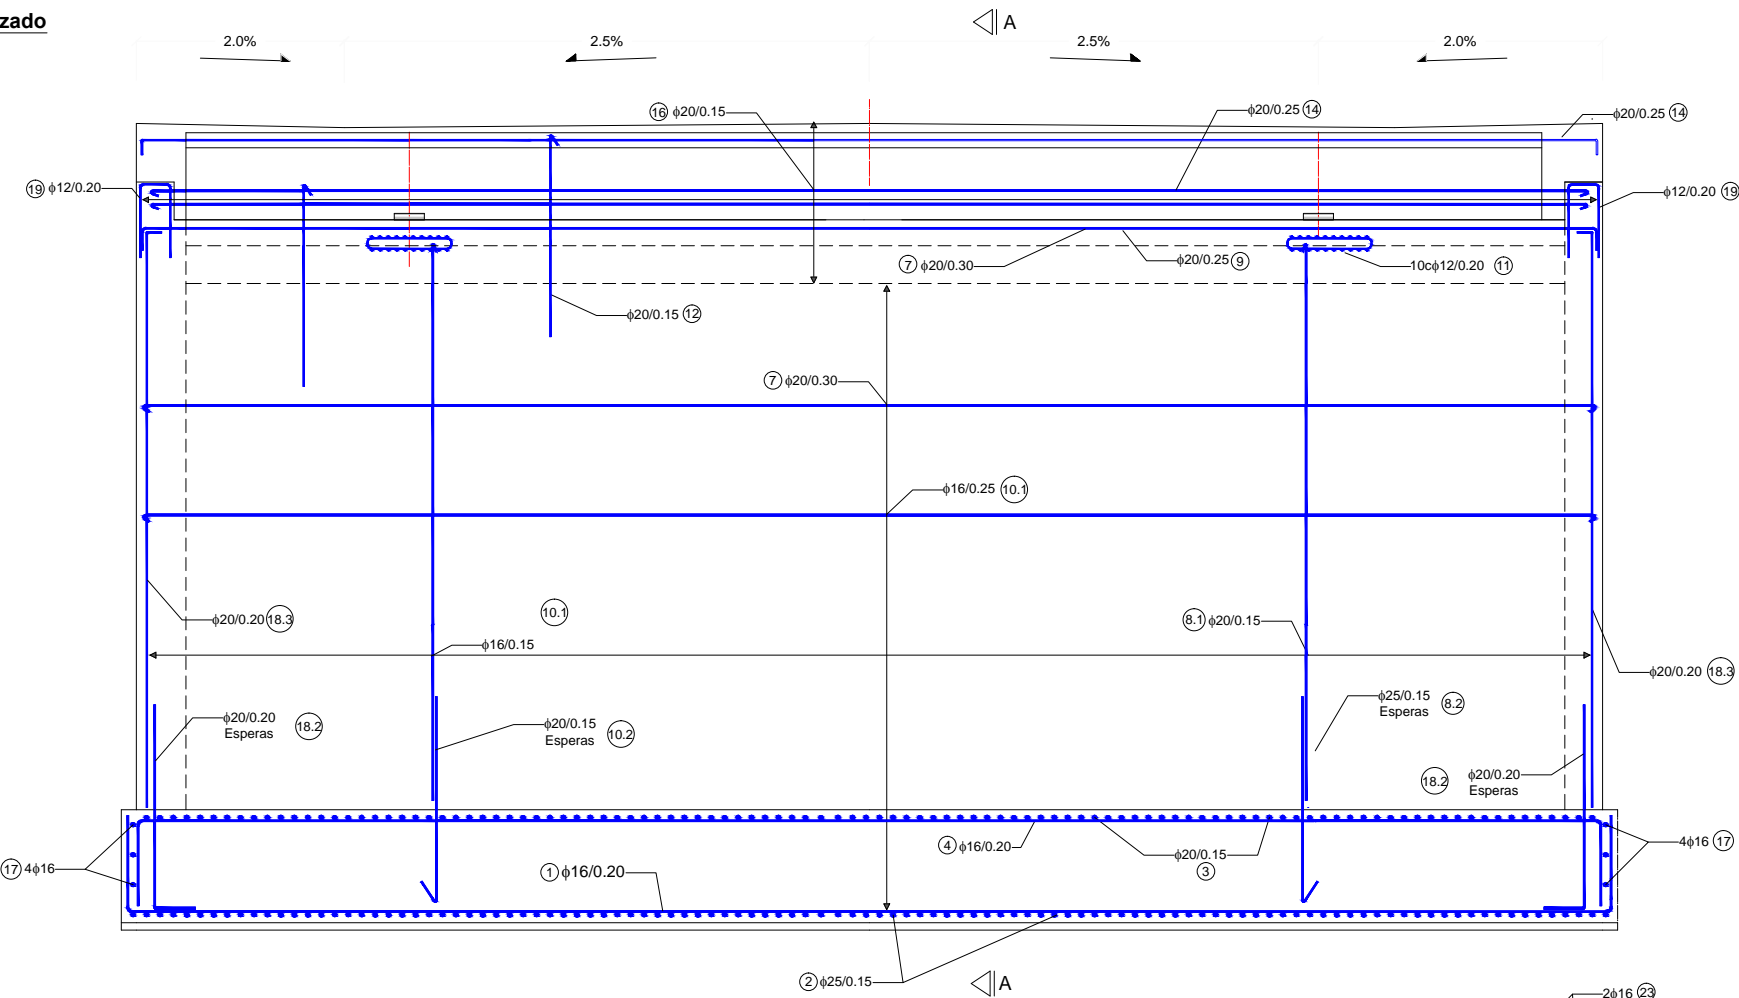 zado
A
2.0%
2.5%
2.5%
2.0%
16 ϕ20/0.15
ϕ20/0.25 14
ϕ20/0.25 14
19 ϕ12/0.20
ϕ12/0.20 19
7 ϕ20/0.30
ϕ20/0.25 9
10cϕ12/0.20 11
ϕ20/0.15 12
7 ϕ20/0.30
ϕ16/0.25 10.1
ϕ20/0.20 18.3
10.1
8.1 ϕ20/0.15
ϕ16/0.15
ϕ20/0.20 18.3
ϕ20/0.20
Esperas
18.2
ϕ20/0.15
Esperas
10.2
ϕ25/0.15
Esperas
8.2
18.2
ϕ20/0.20
Esperas
17 4ϕ16
1 ϕ16/0.20
4 ϕ16/0.20
ϕ20/0.15
3
4ϕ16 17
2 ϕ25/0.15
A
2ϕ16 23